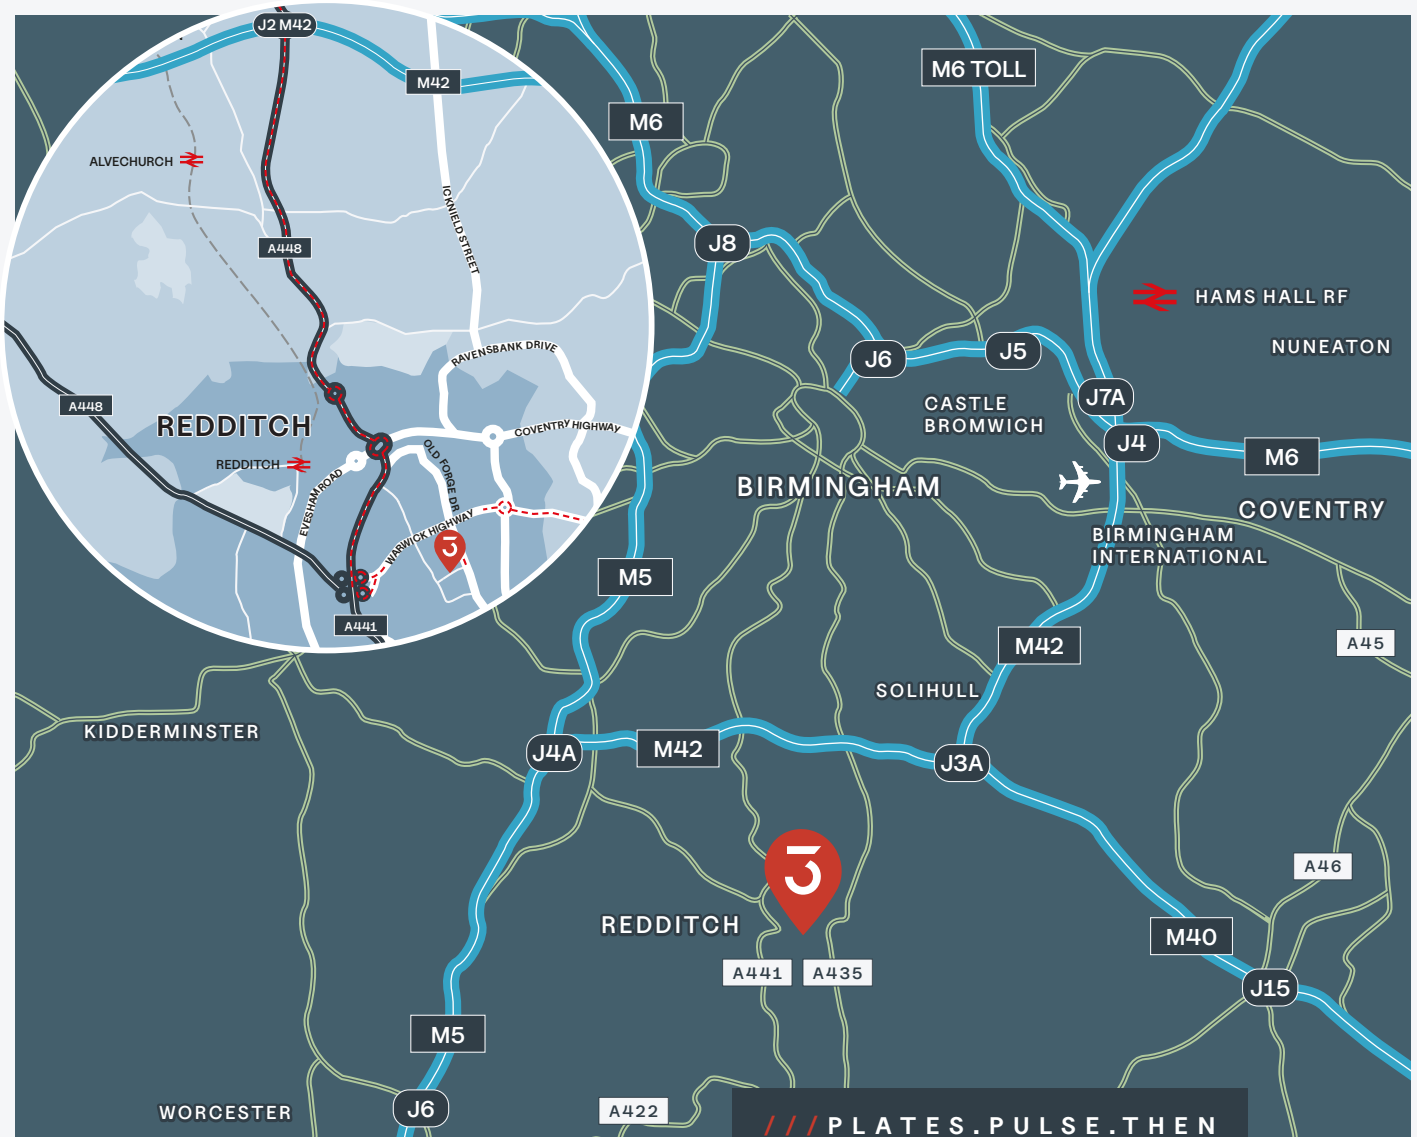 J2 M42
M42
M6
M6 TOLL
ALVECHURCH
ICKNIELD STREET
A448
J8
HAMS HALL RF
NUNEATON
J6
J5
J7A
RAVENSBANK DRIVE
A448
REDDITCH
COVENTRY HIGHWAY
CASTLE
BROMWICH
J4
M6
REDDITCH
OLD FORGE DR
EVESHAM ROAD
BIRMINGHAM
COVENTRY
WARWICK HIGHWAY
3
BIRMINGHAM
INTERNATIONAL
M5
A441
M42
A45
SOLIHULL
KIDDERMINSTER
J4A
M42
J3A
3
A46
REDDITCH
M40
A441
A435
J15
M5
WORCESTER
J6
A422
///PLATES.PULSE.THEN